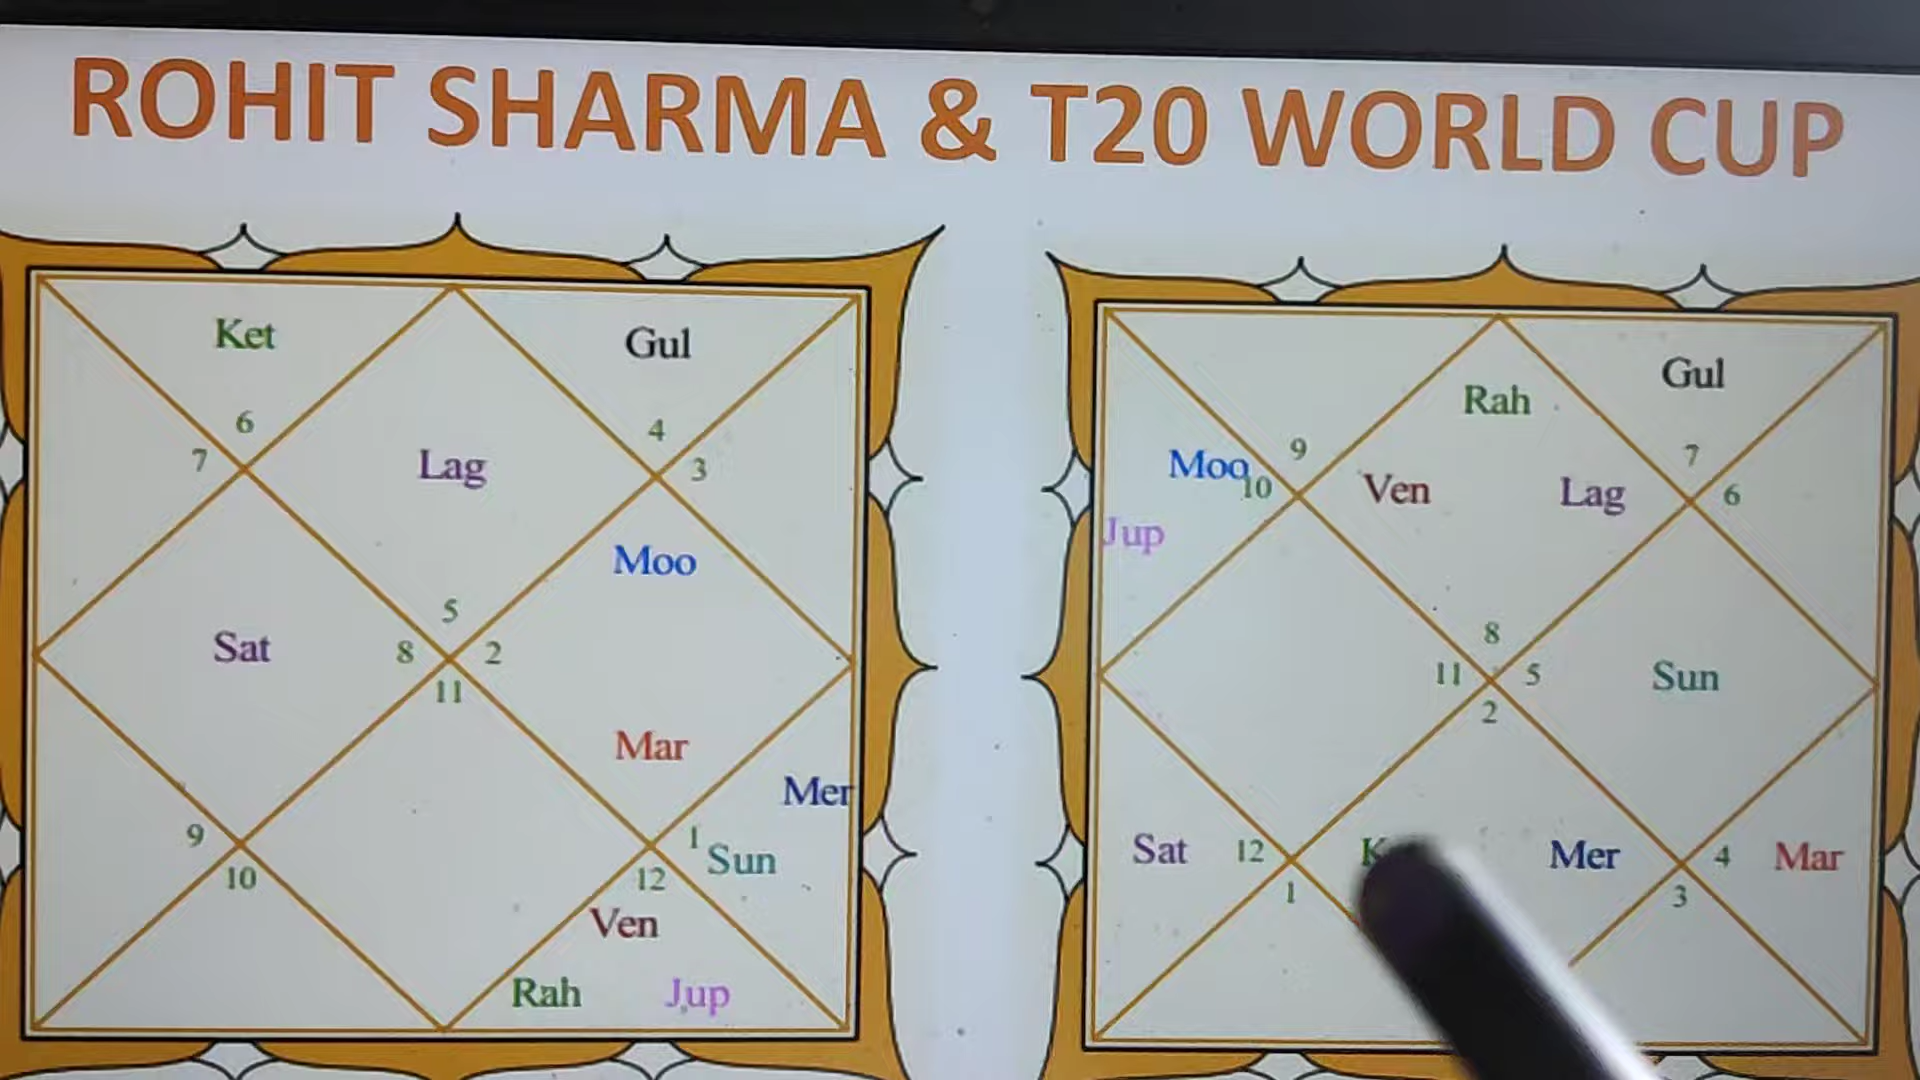 ROHIT SHARMA & T20 WORLD CUP
Ket
Gul
6
4
7
3
Lag
Moo
5
Sat
8
2
11
Mar
Mer
9
1
Sun
10
12
Ven
Rah
Jup
Gul
Rah
9
7
Moo
10
Ven
Lag
6
Jup
8
11
5
Sun
2
Sat
12
Mer
4
Mar
1
3